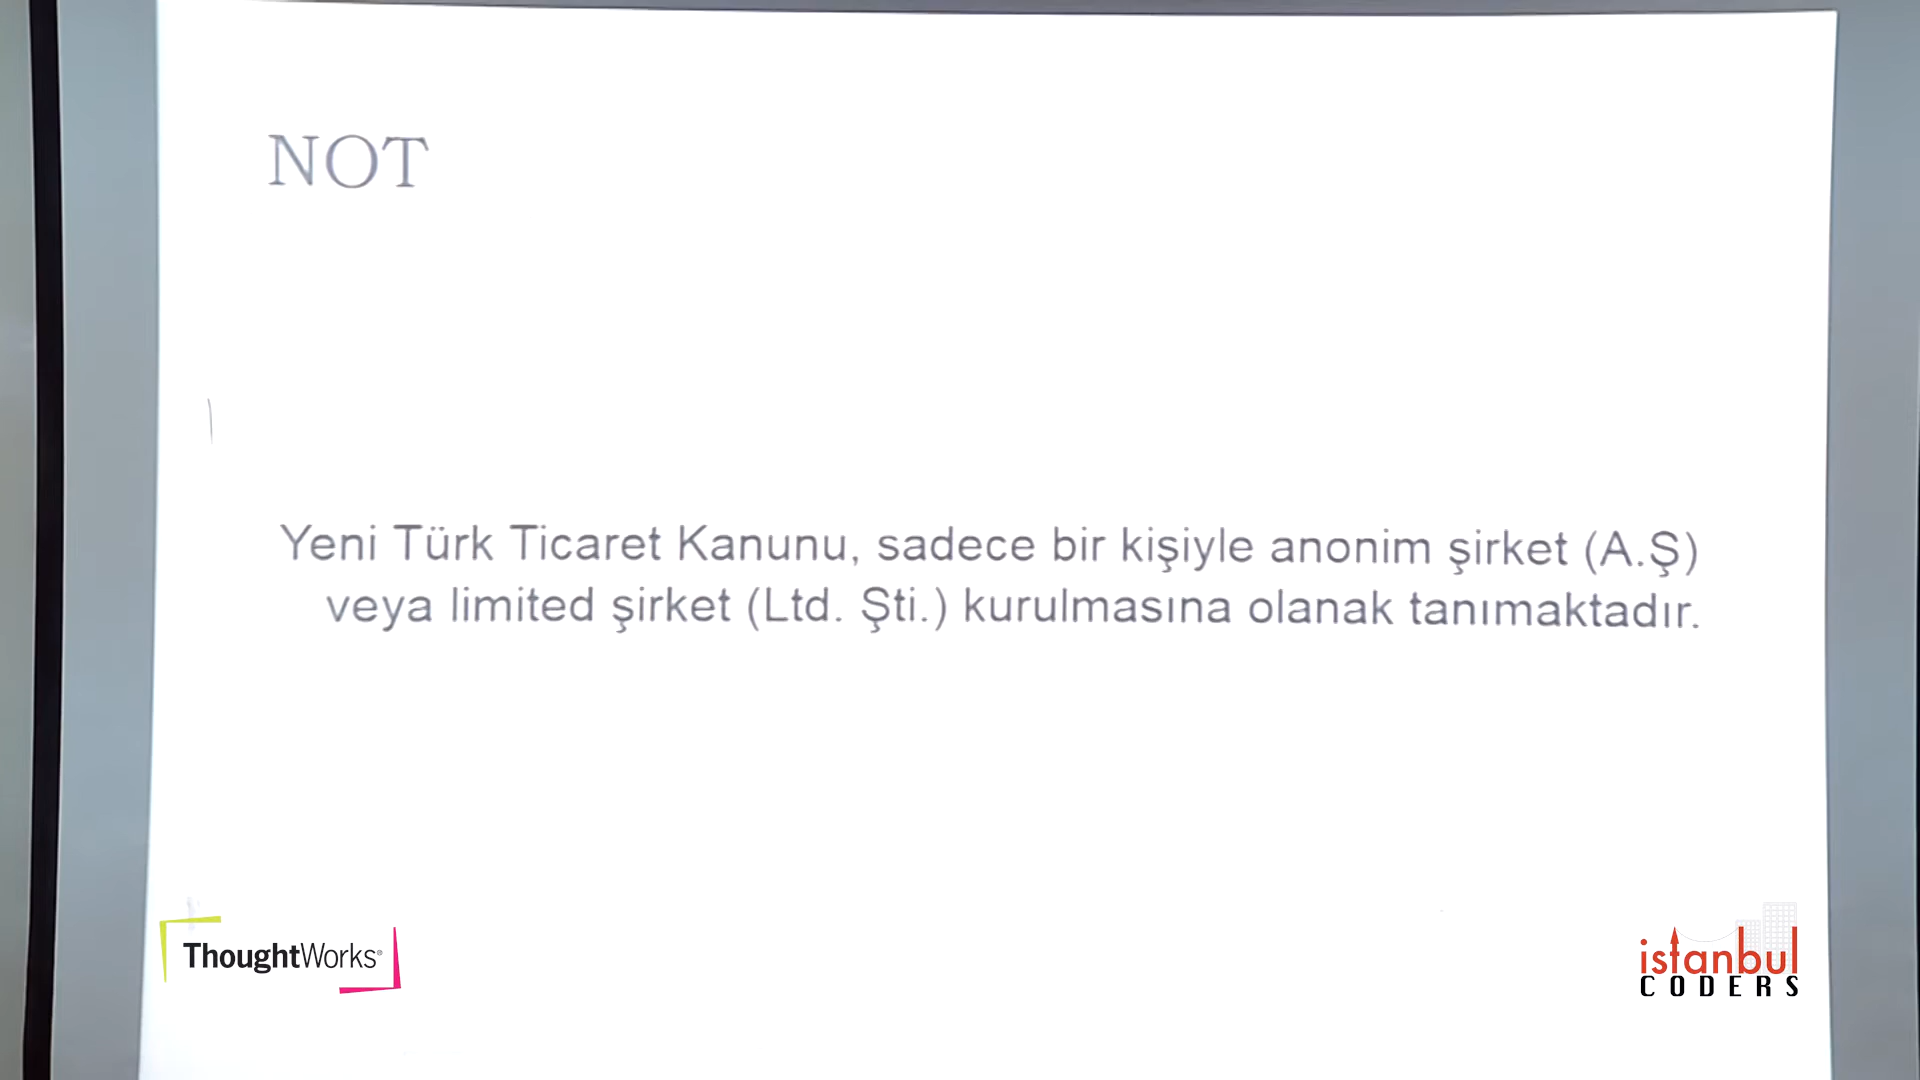 NOT
Yeni Türk Ticaret Kanunu, sadece bir kişiyle anonim şirket (A.Ş)
veya limited şirket (Ltd. Şti.) kurulmasına olanak tanımaktadır.
ThoughtWorks®
istanbul
CODERS